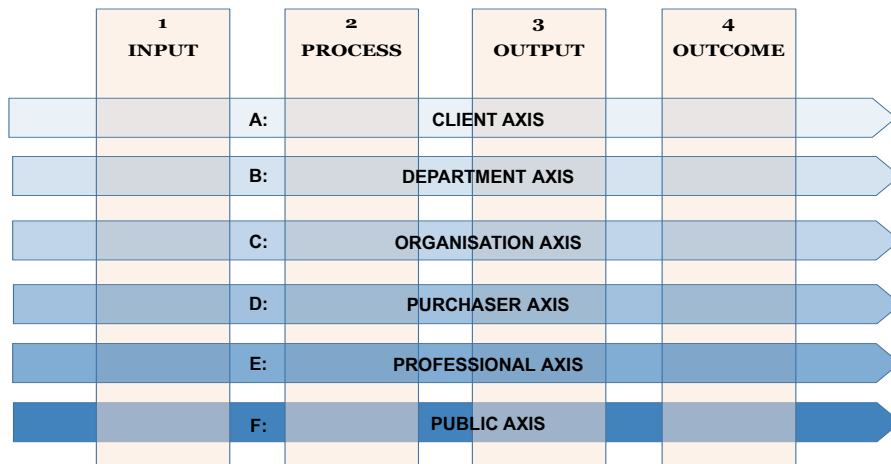 1
INPUT
2
PROCESS
3
OUTPUT
4
OUTCOME
A: CLIENT AXIS
B: DEPARTMENT AXIS
C: ORGANISATION AXIS
D: PURCHASER AXIS
E: PROFESSIONAL AXIS
F: PUBLIC AXIS